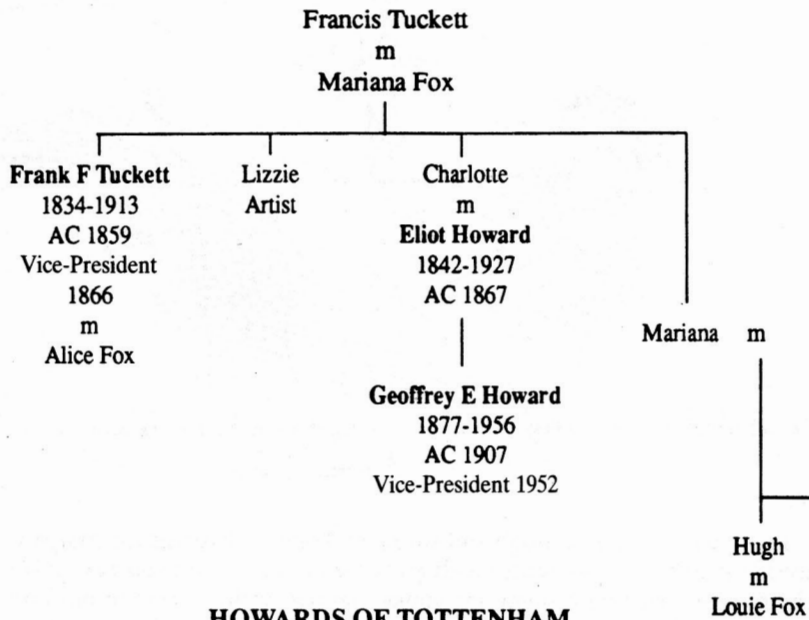 Francis Tuckett
m
Mariana Fox
Frank F Tuckett
1834-1913
AC 1859
Vice-President
1866
m
Alice Fox
Lizzie
Artist
Charlotte
m
Eliot Howard
1842-1927
AC 1867
Geoffrey E Howard
1877-1956
AC 1907
Vice-President 1952
Mariana m
Hugh
m
Louie Fox
HOWARDS OF TOTTENHAM